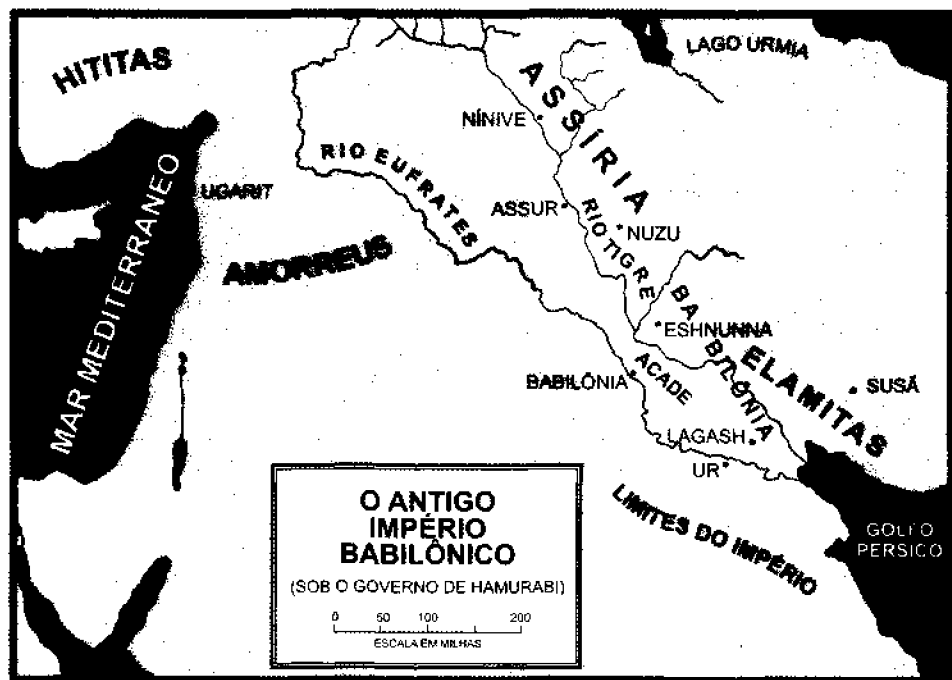 HITITAS
LAGO URMIA
ASSÍRIA
NÍNIVE
RIO EUFRATES
MAR MEDITERRANEO
UGARIT
ASSUR
NUZU
RIO TIGRE
AMORREUS
BABILÔNIA
ESHNUNNA
ELAMITAS
BABILÔNIA
ACADE
SUSÃ
LAGASH
UR
LIMITES DO IMPÉRIO
GOLFO
PERSICO
O ANTIGO
IMPÉRIO
BABILÔNICO
(SOB O GOVERNO DE HAMURABI)
0 50 100 200
ESCALA EM MILHAS